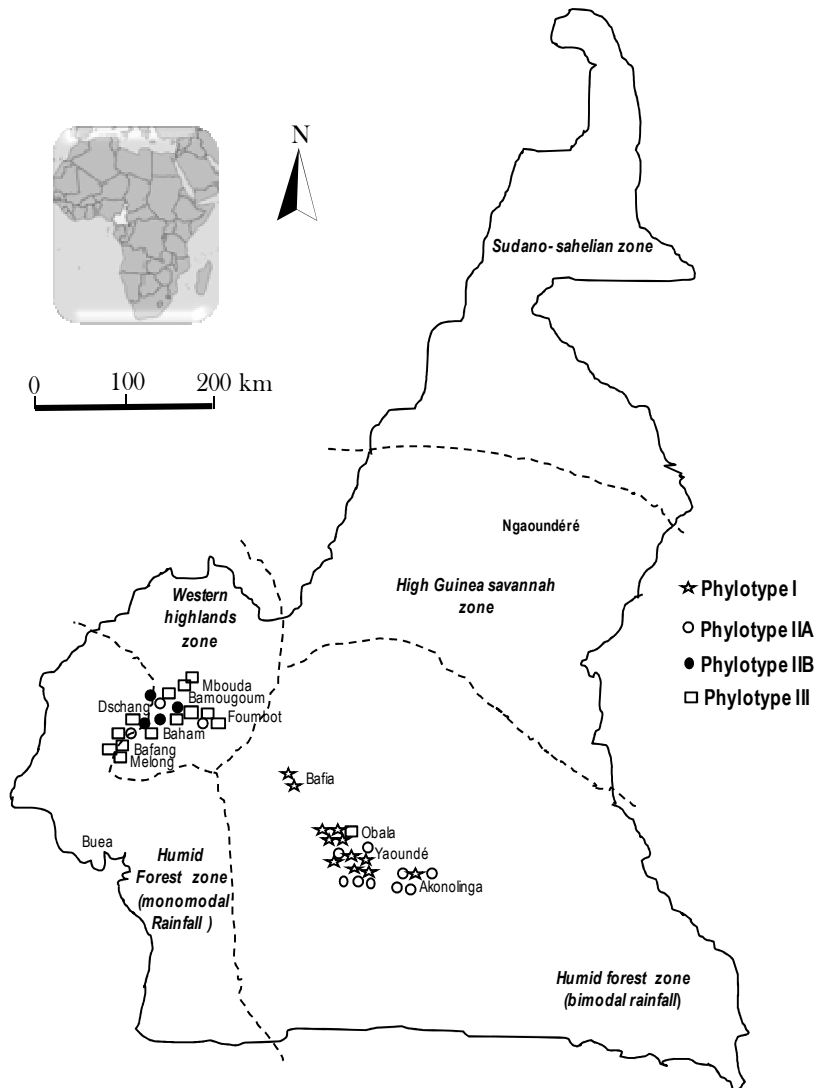 N
Sudano- sahelian zone
0 100 200 km
Ngaoundéré
High Guinea savannah
zone
Western
highlands
zone
Phylotype I
Phylotype IIA
Phylotype IIB
Phylotype III
Mbouda
Bamougoum
Dschang
Foumbot
Baham
Bafang
Melong
Bafia
Obala
Yaoundé
Akonolinga
Buea
Humid
Forest zone
(monomodal
Rainfall )
Humid forest zone
(bimodal rainfall)